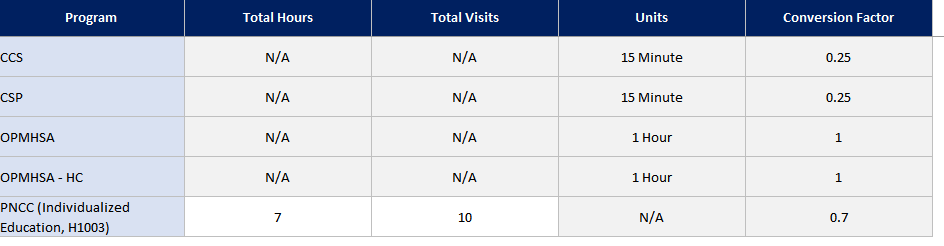 Program Total Hours Total Visits Units Conversion Factor
CCS N/A N/A 15 Minute 0.25
CSP N/A N/A 15 Minute 0.25
OPMHSA N/A N/A 1 Hour 1
OPMHSA - HC N/A N/A 1 Hour 1
PNCC (Individualized
Education, H1003) 7 10 N/A 0.7